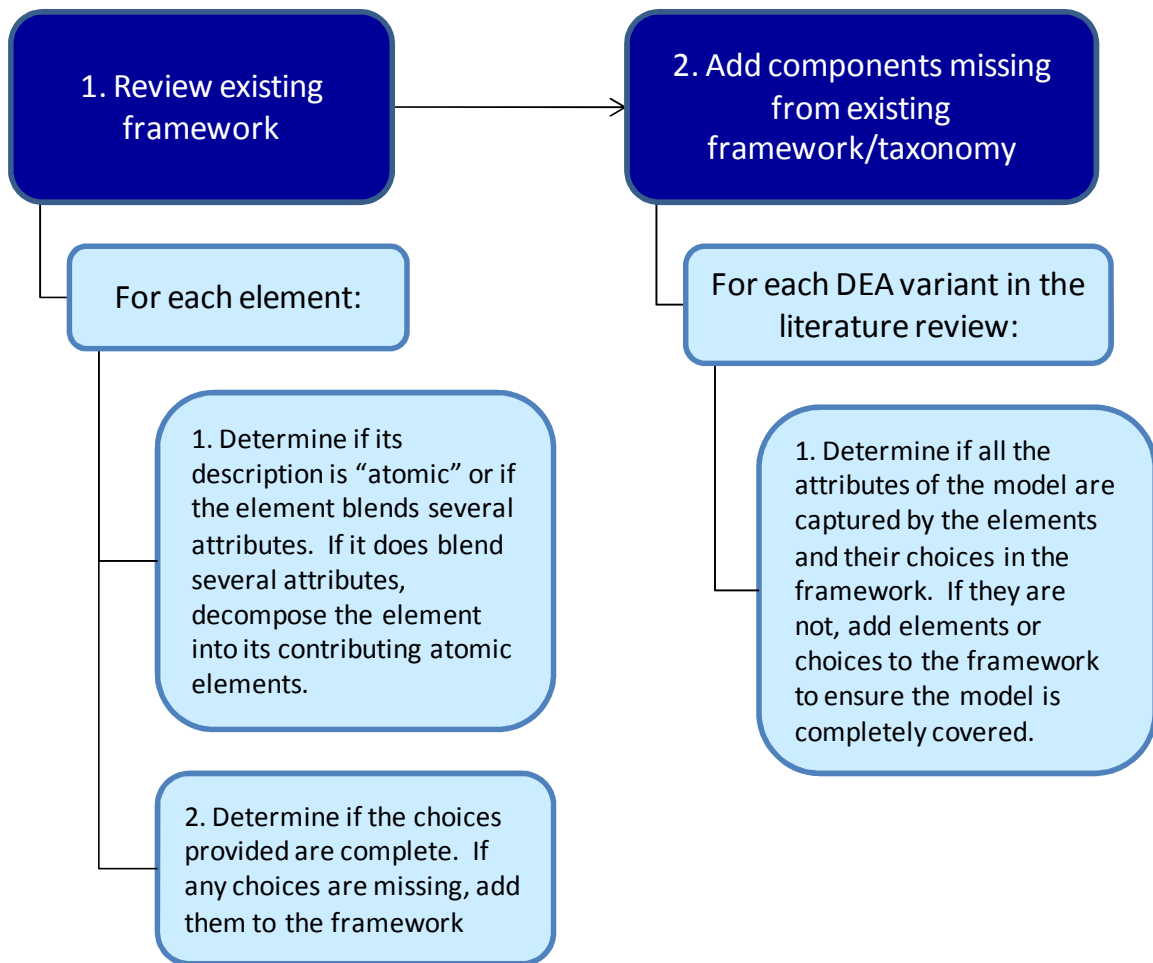 1. Review existing
framework
2. Add components missing
from existing
framework/taxonomy
For each element:
1. Determine if its
description is “atomic” or if
the element blends several
attributes.  If it does blend
several attributes,
decompose the element
into its contributing atomic
elements.
2. Determine if the choices
provided are complete.  If
any choices are missing, add
them to the framework
For each DEA variant in the
literature review:
1. Determine if all the
attributes of the model are
captured by the elements
and their choices in the
framework.  If they are
not, add elements or
choices to the framework
to ensure the model is
completely covered.